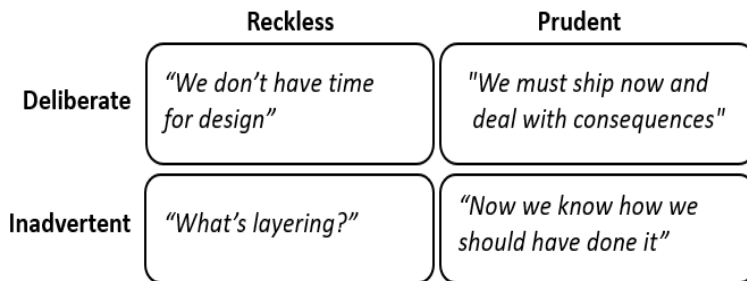 Reckless
Prudent
Deliberate
“We don’t have time
for design”
"We must ship now and
deal with consequences"
Inadvertent
“What’s layering?”
“Now we know how we
should have done it”